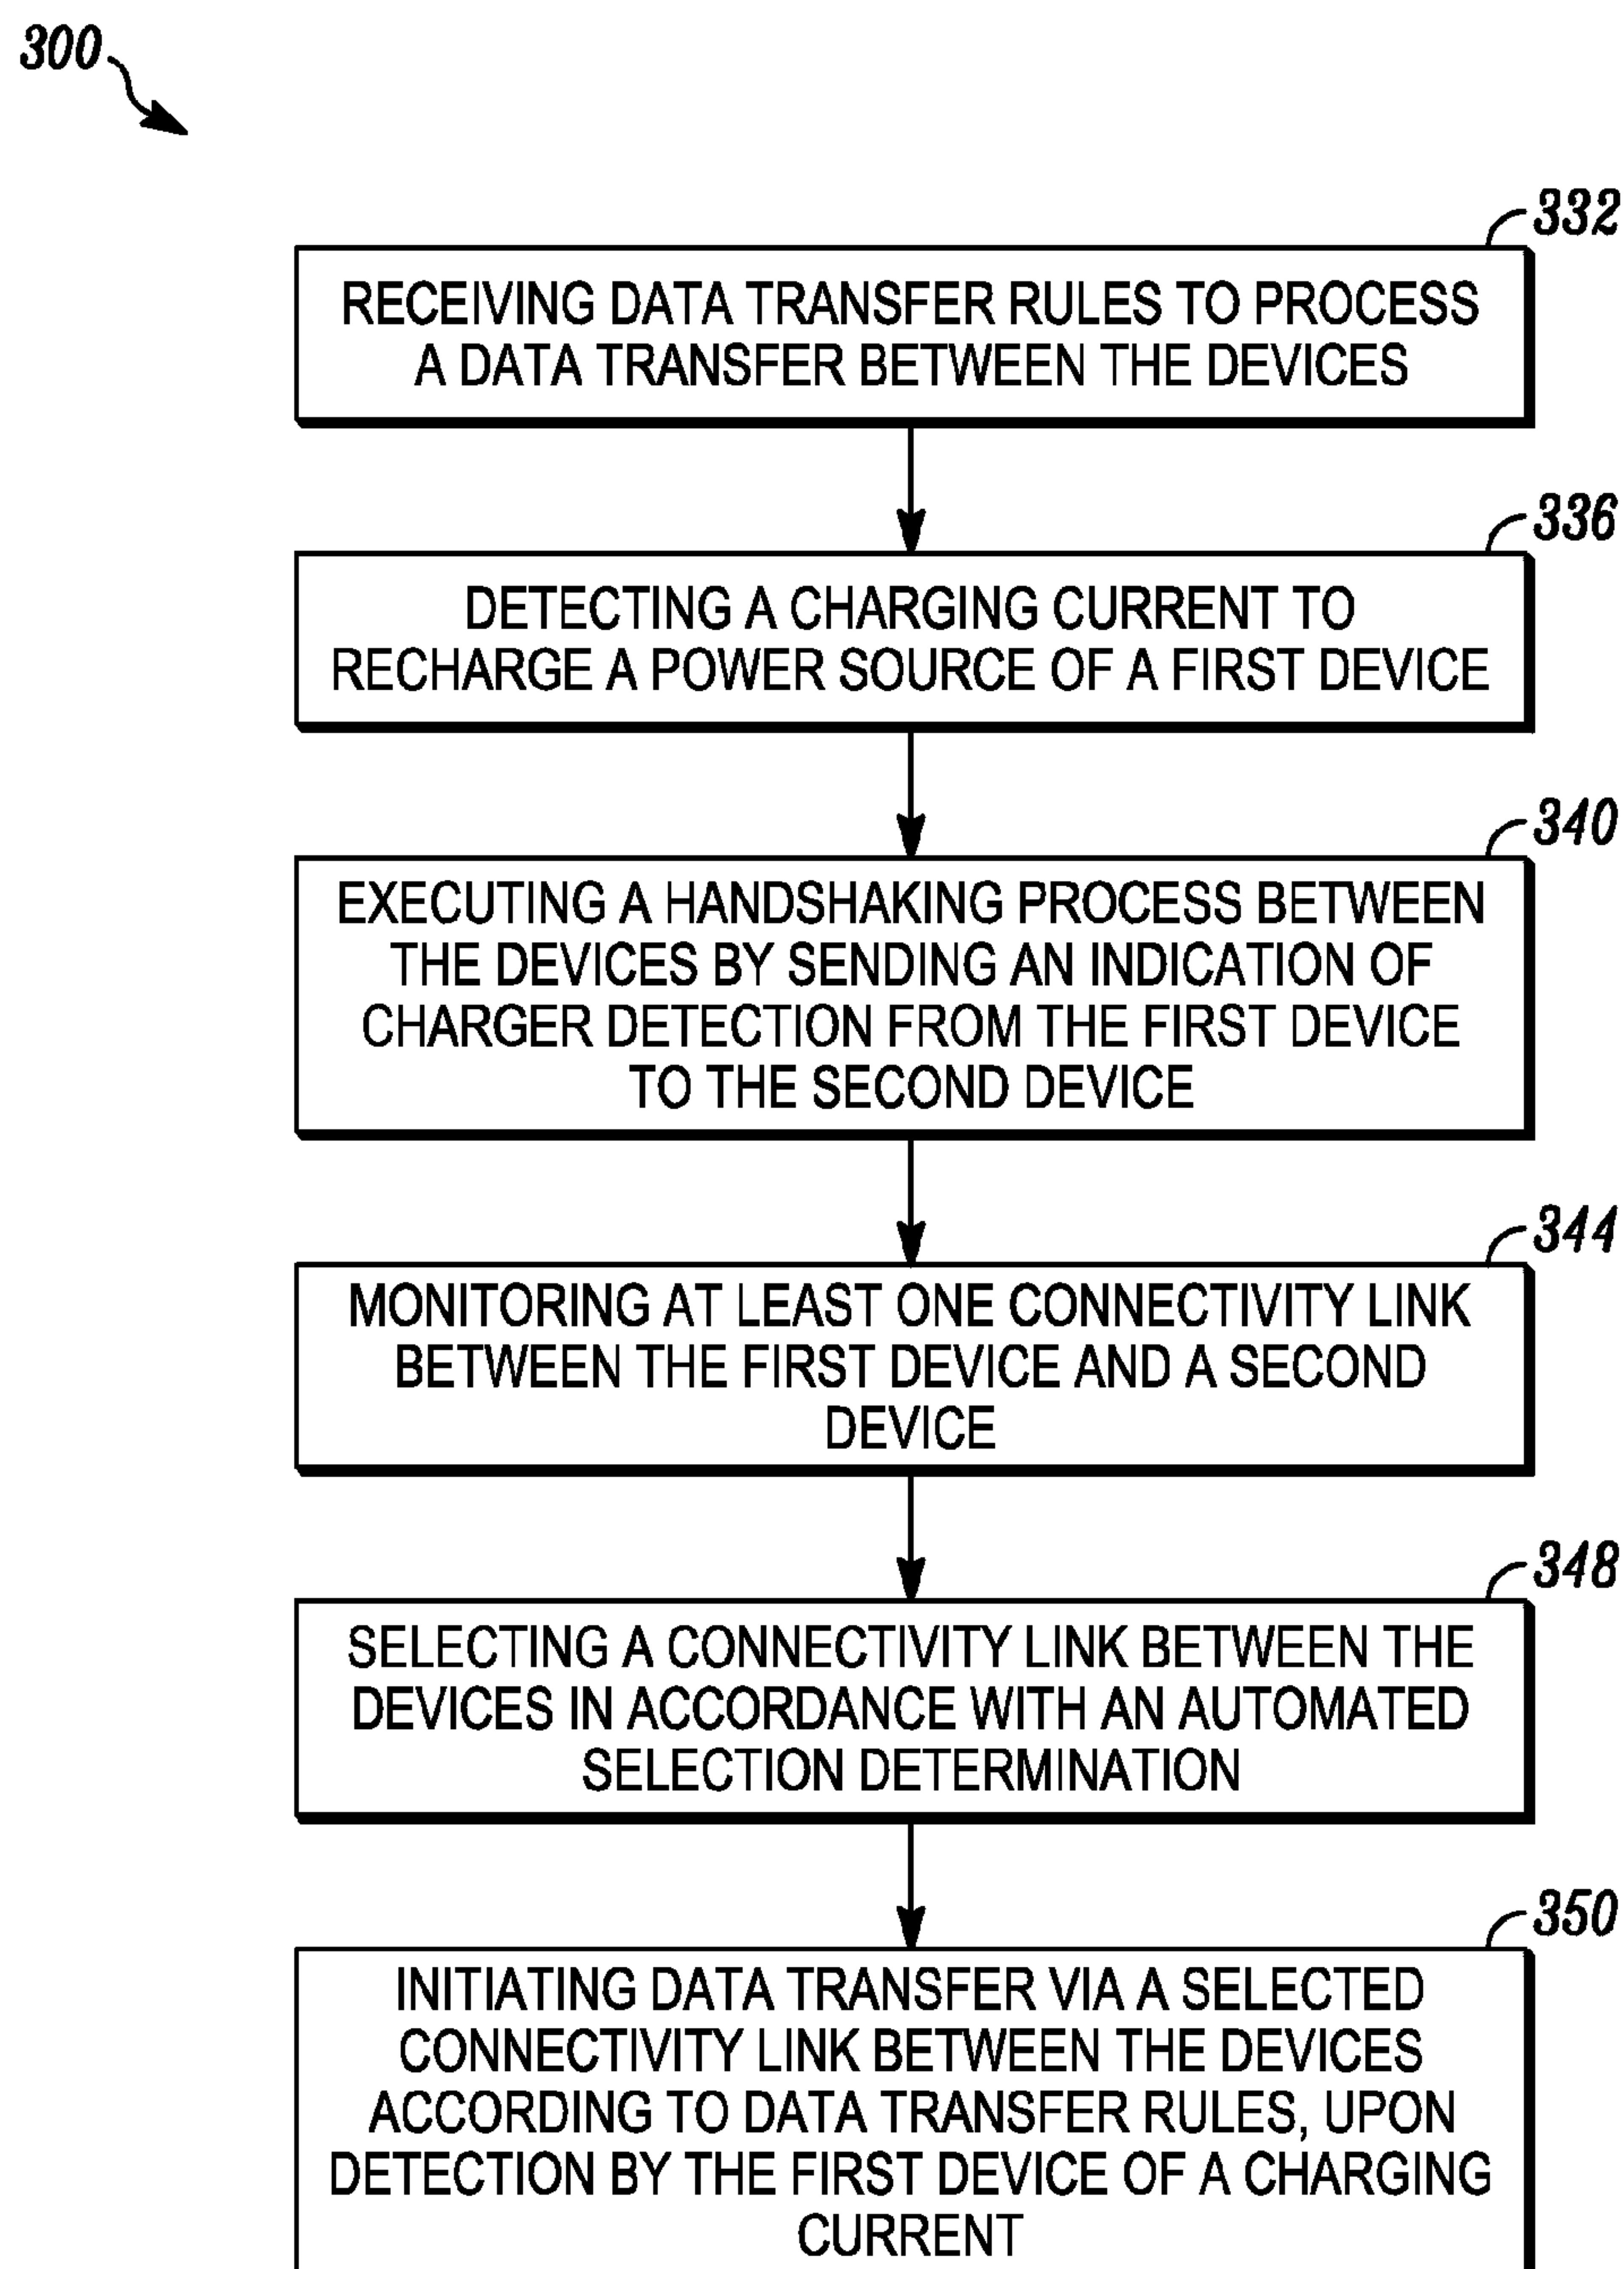 300
332
RECEIVING DATA TRANSFER RULES TO PROCESS
A DATA TRANSFER BETWEEN THE DEVICES
336
DETECTING A CHARGING CURRENT TO
RECHARGE A POWER SOURCE OF A FIRST DEVICE
340
EXECUTING A HANDSHAKING PROCESS BETWEEN
THE DEVICES BY SENDING AN INDICATION OF
CHARGER DETECTION FROM THE FIRST DEVICE
TO THE SECOND DEVICE
344
MONITORING AT LEAST ONE CONNECTIVITY LINK
BETWEEN THE FIRST DEVICE AND A SECOND
DEVICE
348
SELECTING A CONNECTIVITY LINK BETWEEN THE
DEVICES IN ACCORDANCE WITH AN AUTOMATED
SELECTION DETERMINATION
350
INITIATING DATA TRANSFER VIA A SELECTED
CONNECTIVITY LINK BETWEEN THE DEVICES
ACCORDING TO DATA TRANSFER RULES, UPON
DETECTION BY THE FIRST DEVICE OF A CHARGING
CURRENT